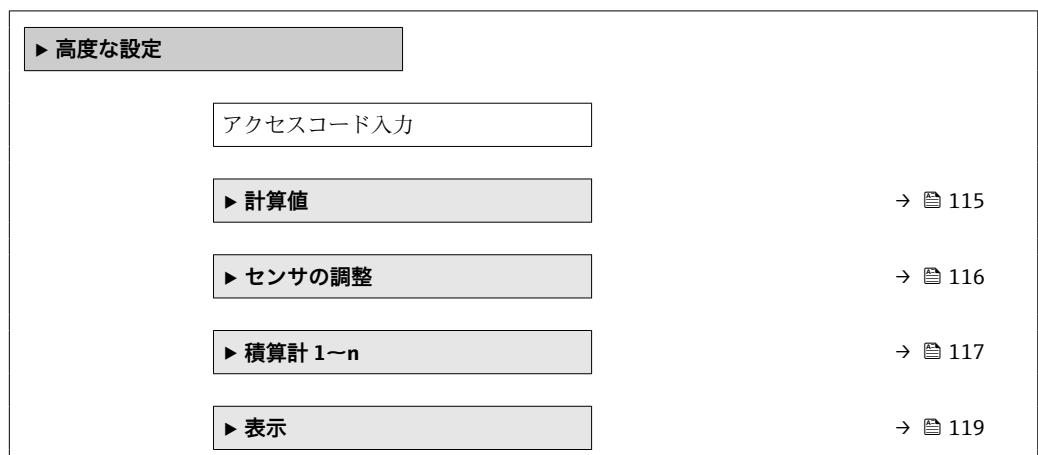 ▶ 高度な設定
アクセスコード入力
▶ 計算値 → 115
▶ センサの調整 → 116
▶ 積算計 1～n → 117
▶ 表示 → 119